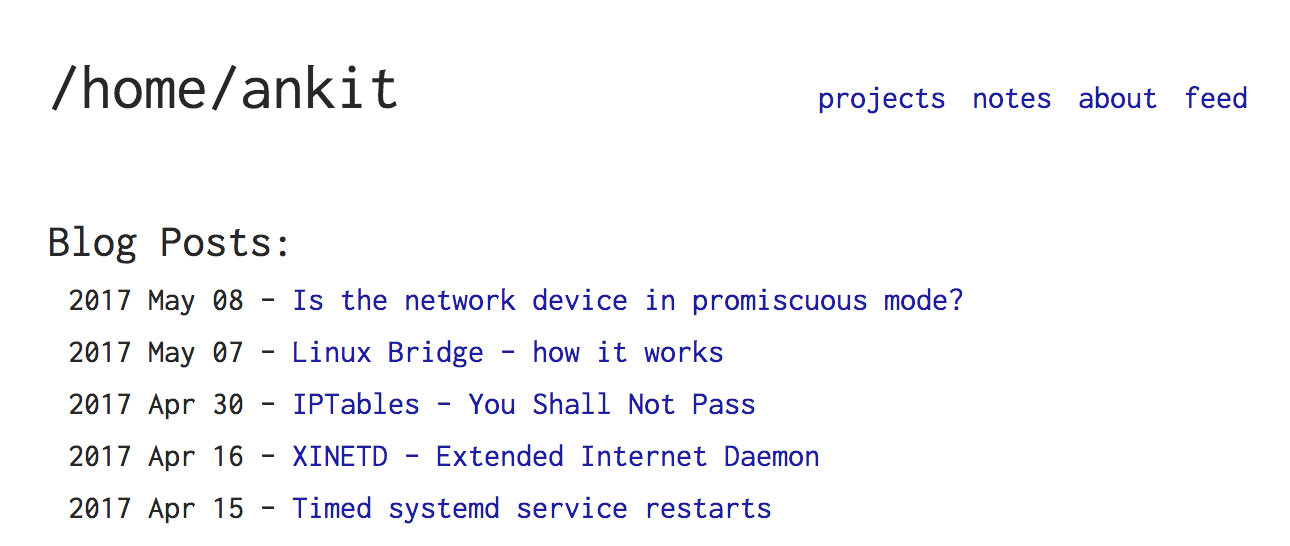 /home/ankit
projects notes about feed
Blog Posts:
2017 May 08 - Is the network device in promiscuous mode?
2017 May 07 - Linux Bridge - how it works
2017 Apr 30 - IPTables - You Shall Not Pass
2017 Apr 16 - XINETD - Extended Internet Daemon
2017 Apr 15 - Timed systemd service restarts